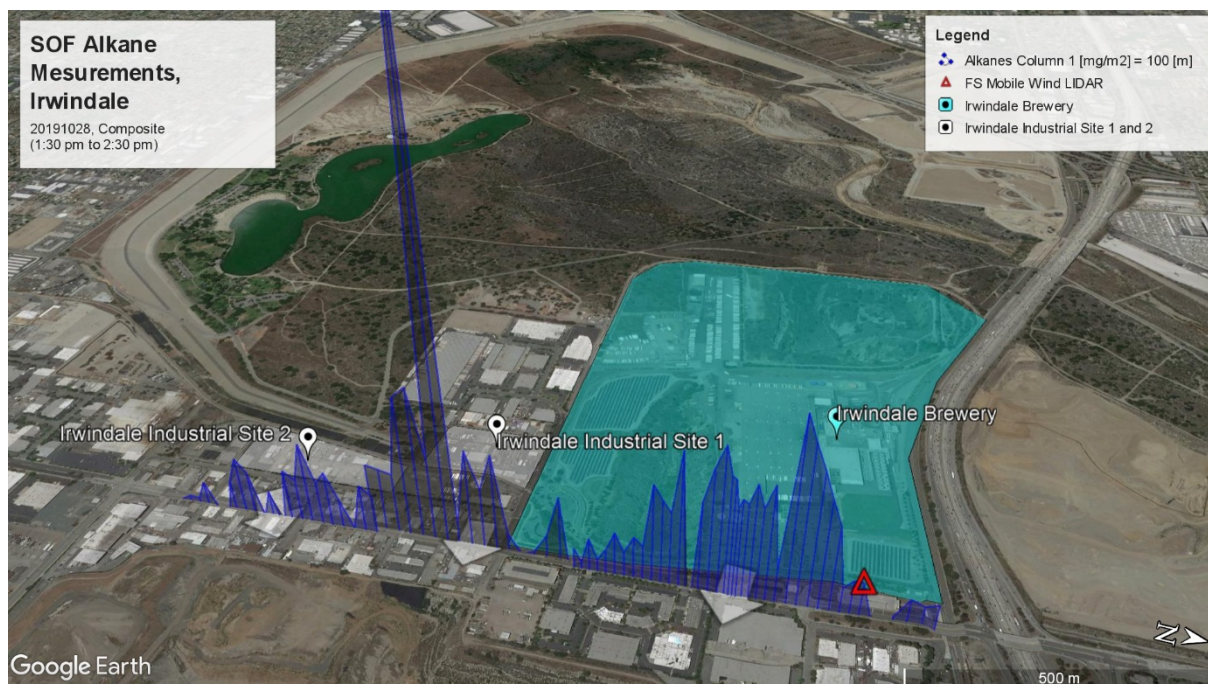 SOF Alkane
Mesurements,
Irwindale
20191028, Composite
(1:30 pm to 2:30 pm)
Legend
Alkanes Column 1 [mg/m2] = 100 [m]
FS Mobile Wind LIDAR
Irwindale Brewery
Irwindale Industrial Site 1 and 2
Irwindale Brewery
Irwindale Industrial Site 2
Irwindale Industrial Site 1
N
Google Earth
500 m